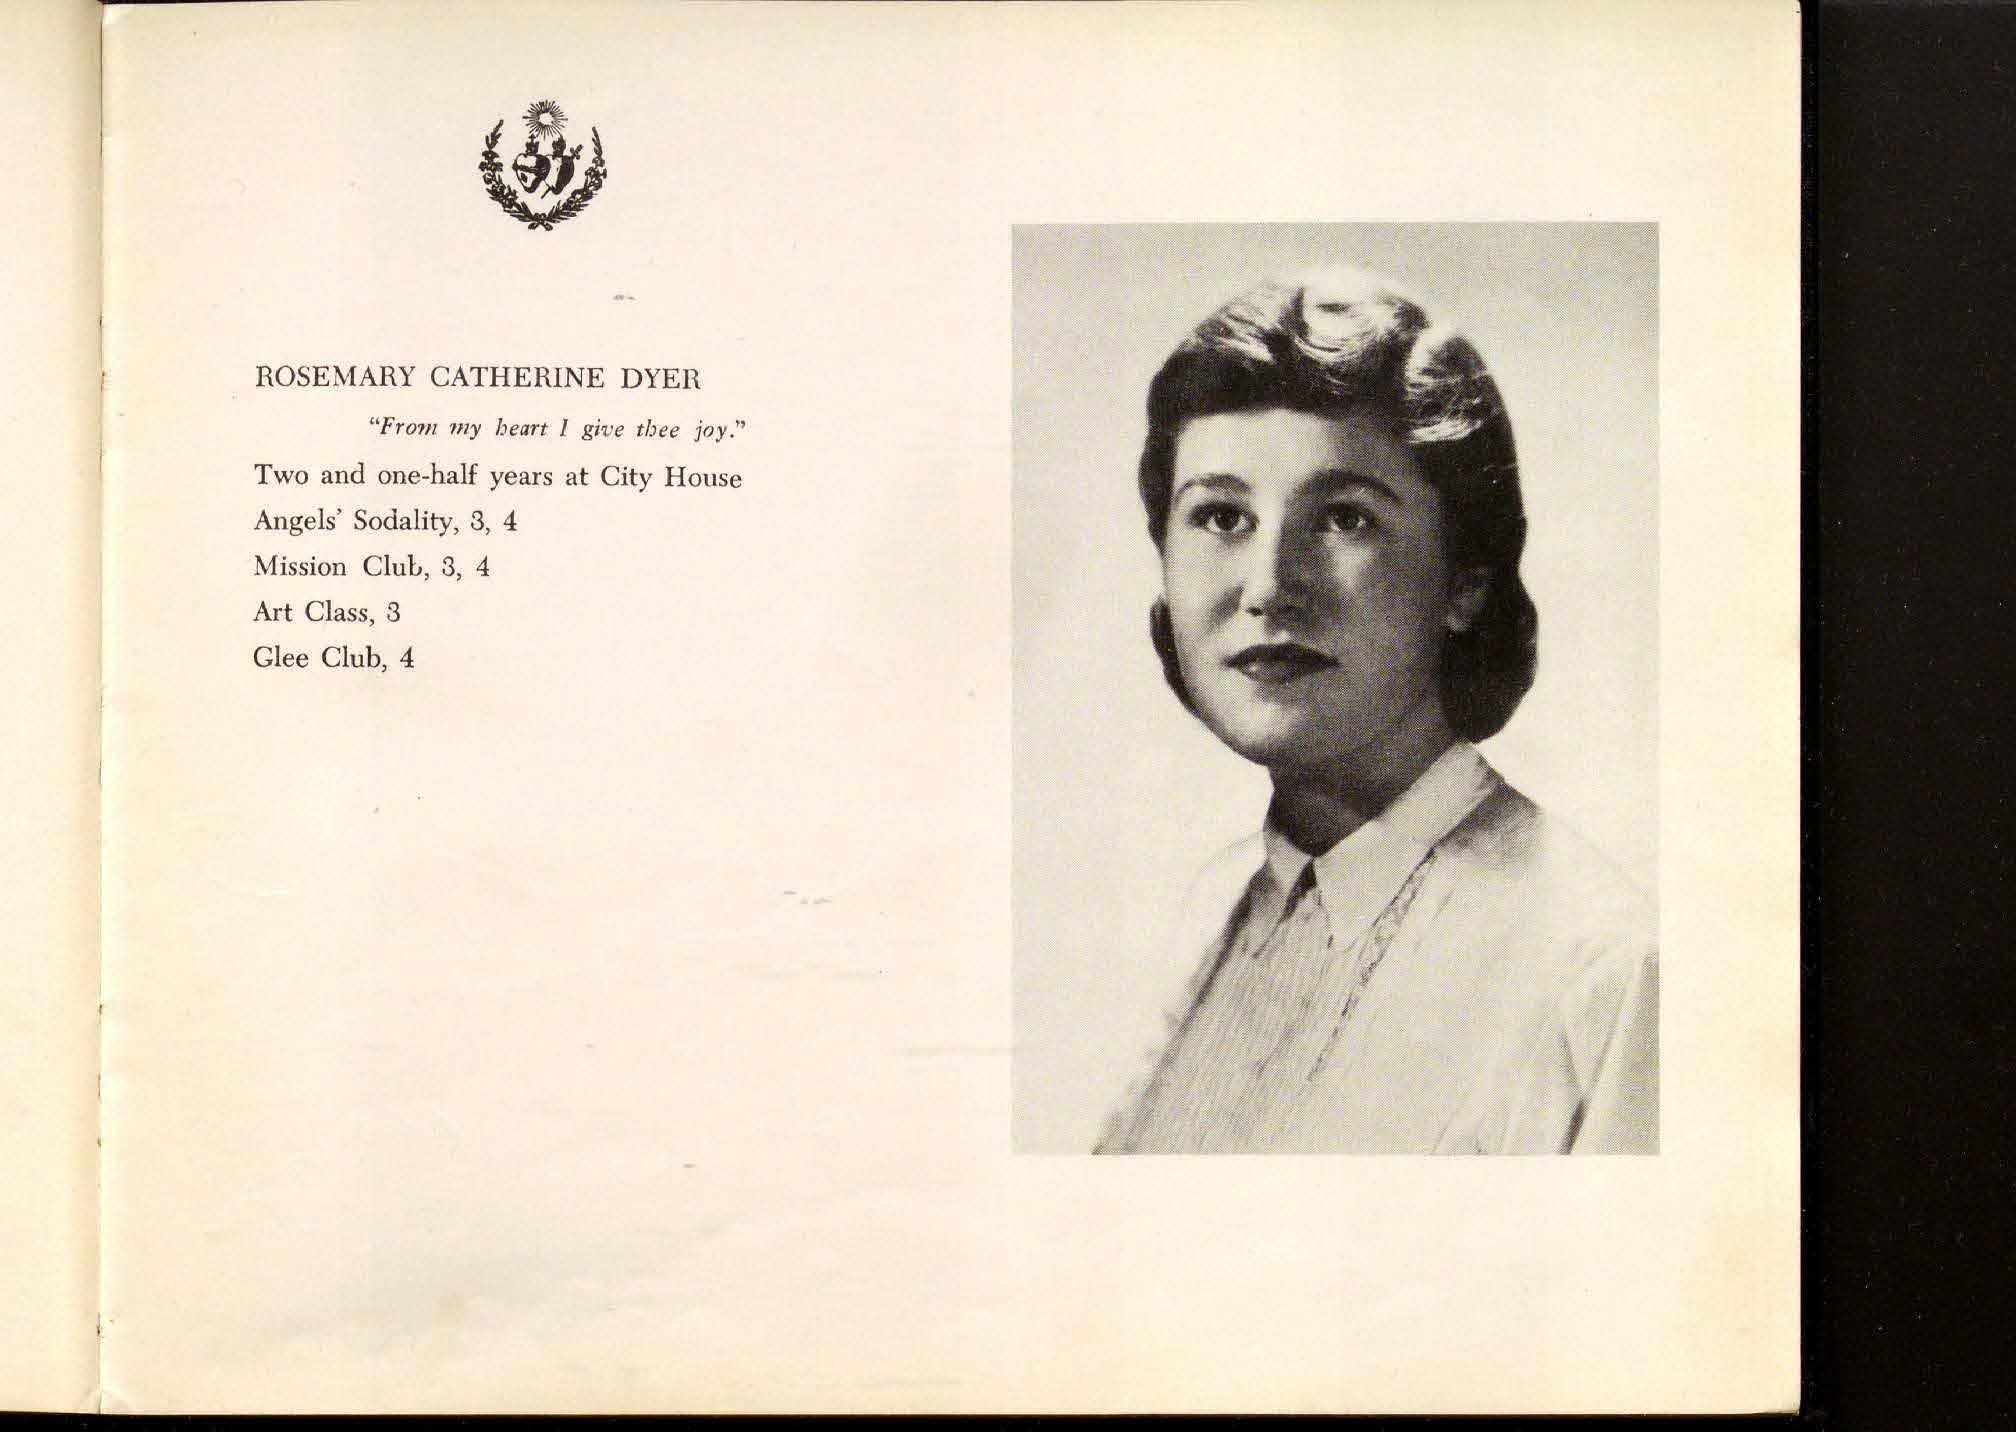 ROSEMARY CATHERINE DYER
"From my heart I give thee joy."
Two and one-half years at City House
Angels' Sodality, 3, 4
Mission Club, 3, 4
Art Class, 3
Glee Club, 4